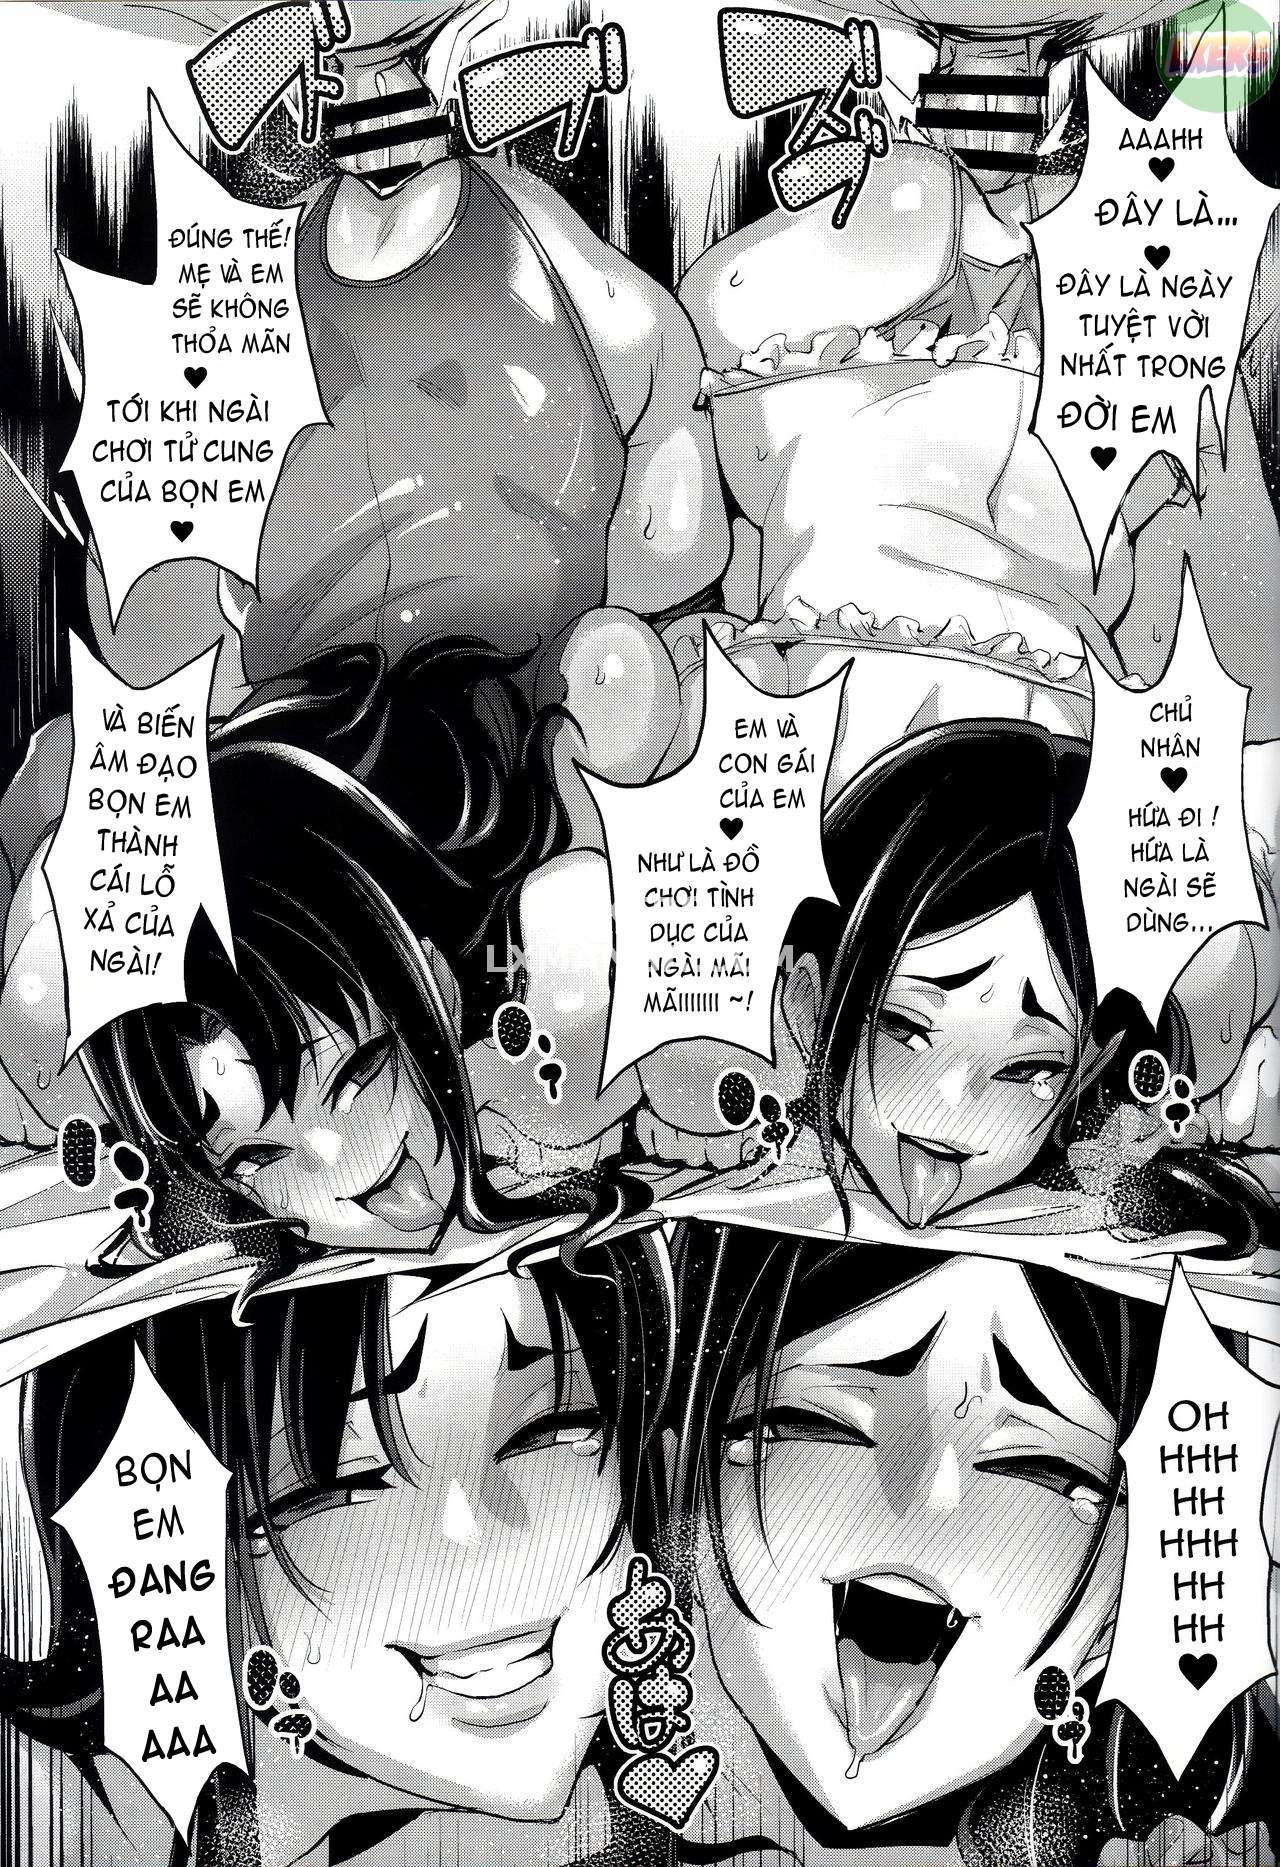 LXERS
AAAHH
♥
ĐÂY LÀ...
♥
ĐÂY LÀ NGÀY
TUYỆT VỜI
NHẤT TRONG
ĐỜI EM
♥
ĐÚNG THẾ!
MẸ VÀ EM
SẼ KHÔNG
THỎA MÃN
♥
TỚI KHI NGÀI
CHƠI TỬ CUNG
CỦA BỌN EM
♥
CHỦ
NHÂN
♥
HỨA ĐI !
HỨA LÀ
NGÀI SẼ
DÙNG...
EM VÀ
CON GÁI
CỦA EM
♥
NHƯ LÀ ĐỒ
CHƠI TÌNH
DỤC CỦA
NGÀI MÃI
MÃIIIIIII ~!
VÀ BIẾN
ÂM ĐẠO
BỌN EM
THÀNH
CÁI LỖ
XẢ CỦA
NGÀI!
OH
HHH
HH
HHH
HH
HH
♥
BỌN
EM
ĐANG
RAA
AA
AAA
あはっ♥